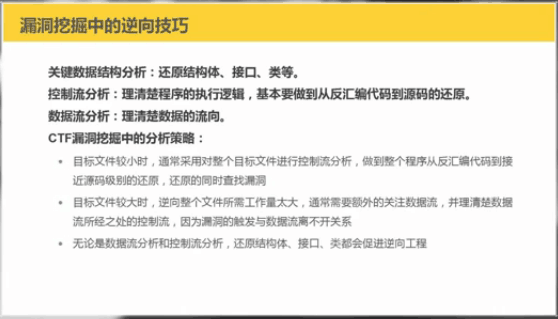 漏洞挖掘中的逆向技巧
关键数据结构分析：还原结构体、接口、类等。
控制流分析：理清楚程序的执行逻辑，基本要做到从反汇编代码到源码的还原。
数据流分析：理清楚数据的流向。
CTF漏洞挖掘中的分析策略：
• 目标文件较小时，通常采用对整个目标文件进行控制流分析，做到整个程序从反汇编代码到接
近源码级别的还原，还原的同时查找漏洞
• 目标文件较大时，逆向整个文件所需工作量太大，通常需要额外的关注数据流，并理清楚数据
流所经之处的控制流，因为漏洞的触发与数据流离不开关系
• 无论是数据流分析和控制流分析，还原结构体、接口、类都会促进逆向工程